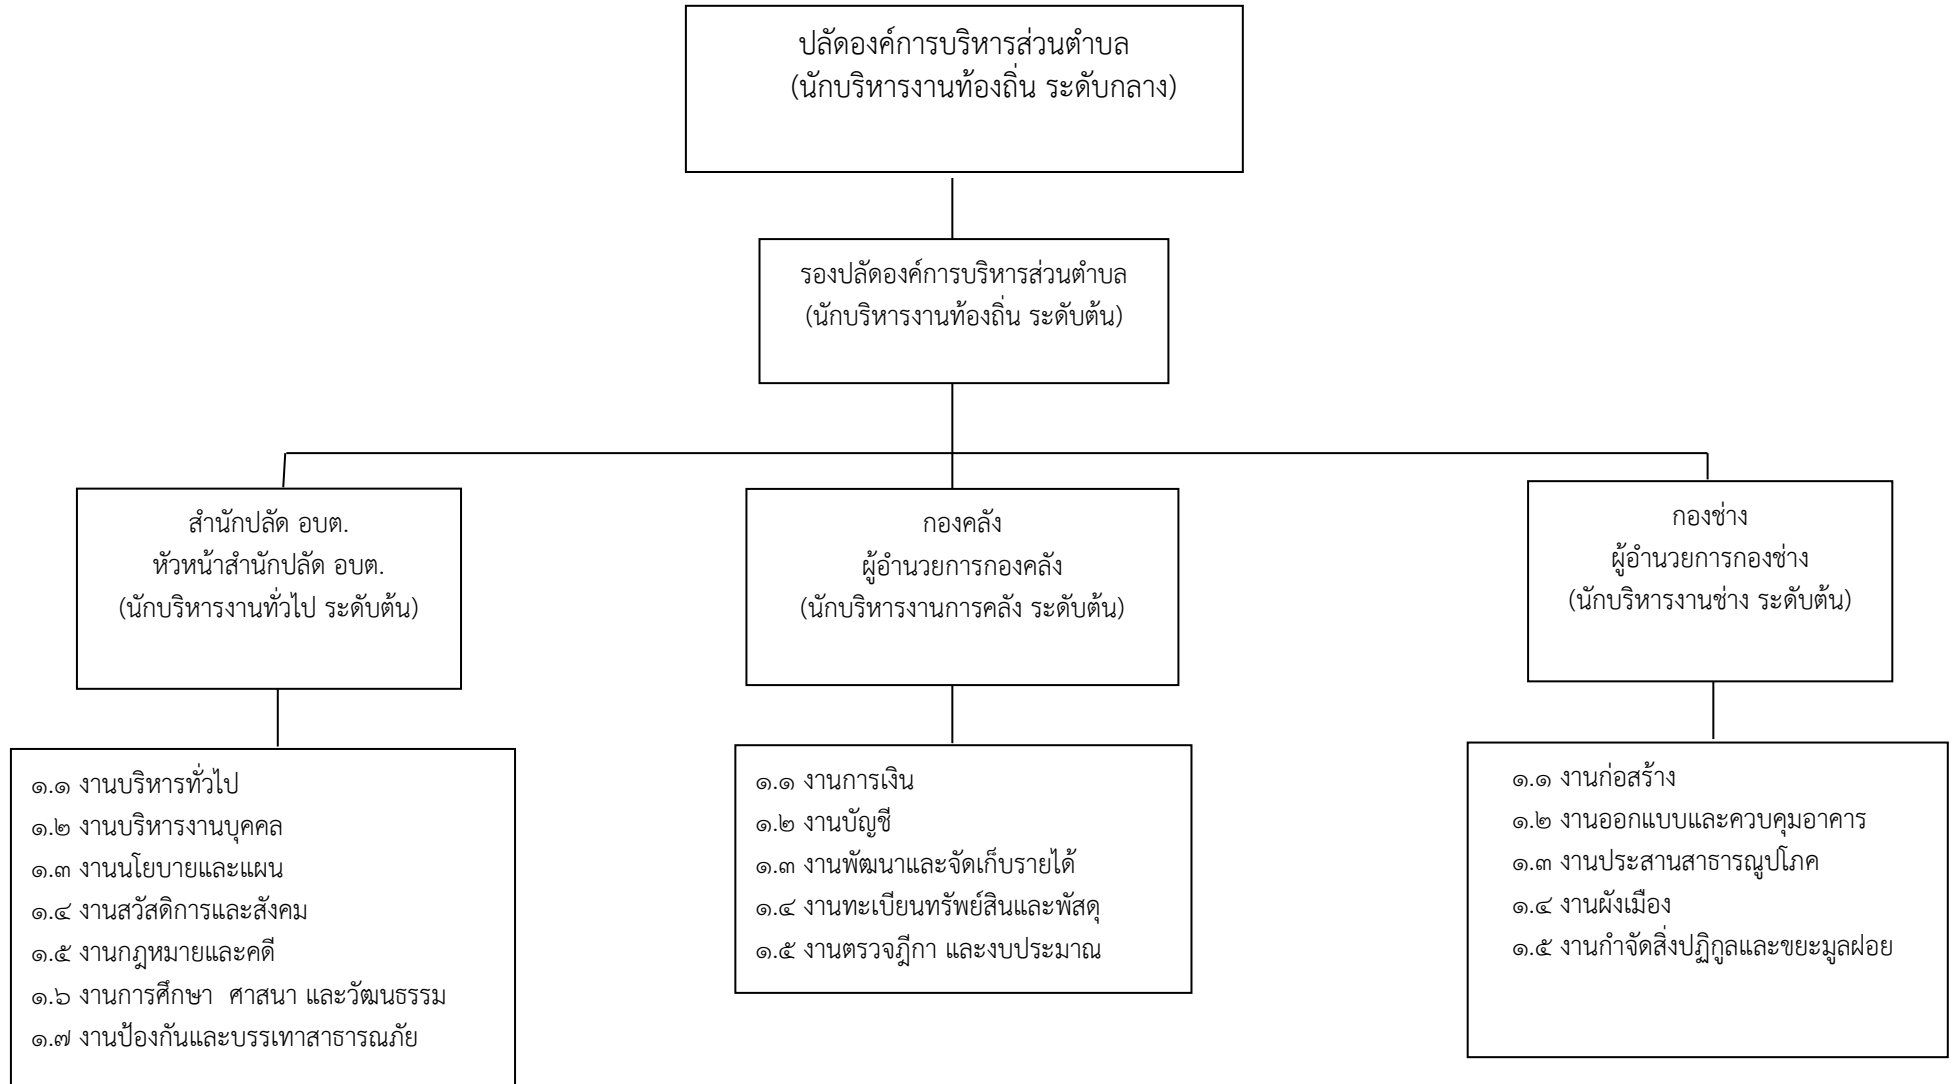 ปลัดองค์การบริหารส่วนตำบล
(นักบริหารงานท้องถิ่น ระดับกลาง)
รองปลัดองค์การบริหารส่วนตำบล
(นักบริหารงานท้องถิ่น ระดับต้น)
สำนักปลัด อบต.
หัวหน้าสำนักปลัด อบต.
(นักบริหารงานทั่วไป ระดับต้น)
กองคลัง
ผู้อำนวยการกองคลัง
(นักบริหารงานการคลัง ระดับต้น)
กองช่าง
ผู้อำนวยการกองช่าง
(นักบริหารงานช่าง ระดับต้น)
๑.๑ งานบริหารทั่วไป
๑.๒ งานบริหารงานบุคคล
๑.๓ งานนโยบายและแผน
๑.๔ งานสวัสดิการและสังคม
๑.๕ งานกฎหมายและคดี
๑.๖ งานการศึกษา  ศาสนา และวัฒนธรรม
๑.๗ งานป้องกันและบรรเทาสาธารณภัย
๑.๑ งานการเงิน
๑.๒ งานบัญชี
๑.๓ งานพัฒนาและจัดเก็บรายได้
๑.๔ งานทะเบียนทรัพย์สินและพัสดุ
๑.๕ งานตรวจฎีกา และงบประมาณ
๑.๑ งานก่อสร้าง
๑.๒ งานออกแบบและควบคุมอาคาร
๑.๓ งานประสานสาธารณูปโภค
๑.๔ งานผังเมือง
๑.๕ งานกำจัดสิ่งปฏิกูลและขยะมูลฝอย